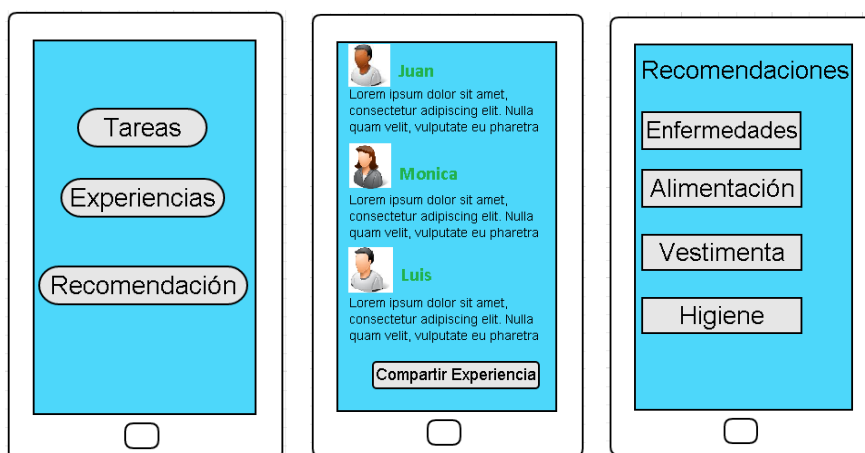 Tareas
Experiencias
Recomendación
Juan
Lorem ipsum dolor sit amet,
consectetur adipiscing elit. Nulla
quam velit, vulputate eu pharetra
Monica
Lorem ipsum dolor sit amet,
consectetur adipiscing elit. Nulla
quam velit, vulputate eu pharetra
Luis
Lorem ipsum dolor sit amet,
consectetur adipiscing elit. Nulla
quam velit, vulputate eu pharetra
Compartir Experiencia
Recomendaciones
Enfermedades
Alimentación
Vestimenta
Higiene